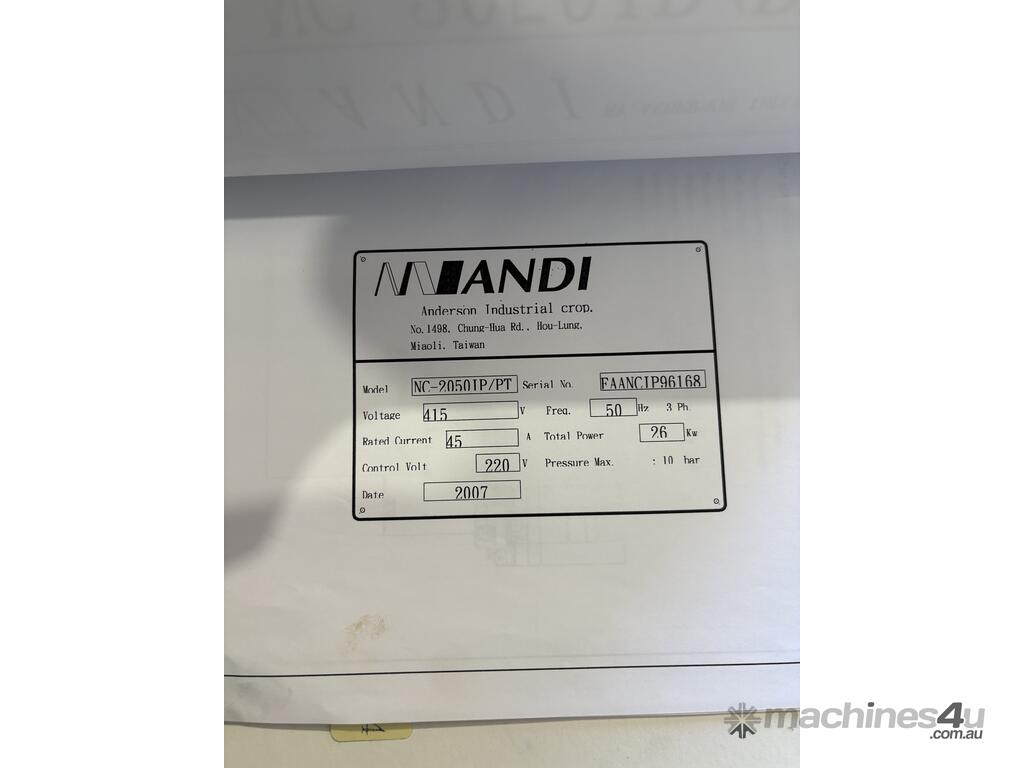 ANDI
Anderson Industrial crop.
No.1498, Chung-Hua Rd., Hou-Lung,
Miaoli, Taiwan
Model NC-2050IP/PT Serial No. FAANCIP96168
Voltage 415 V Freq. 50 Hz 3 Ph
Rated Current 45 A Total Power 26 Kw
Control Volt 220 V Pressure Max. : 10 bar
Date 2007
machines4u
.com.au